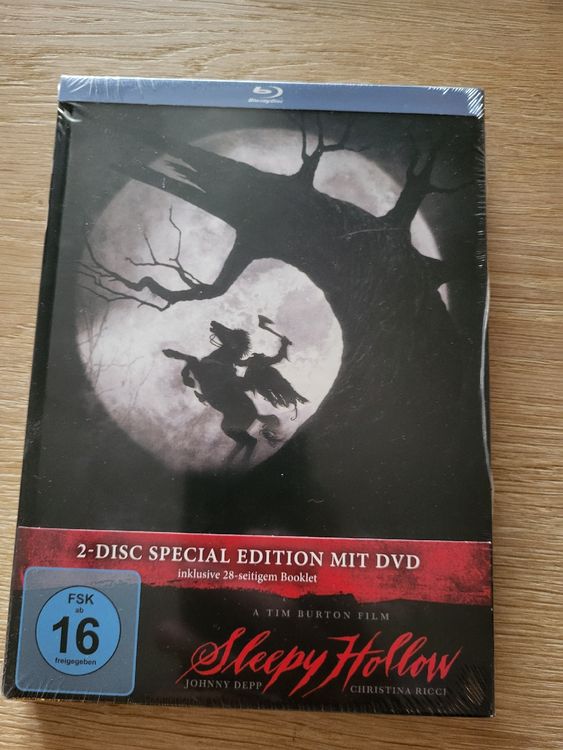 Blu-ray Disc
2-DISC SPECIAL EDITION MIT DVD
inklusive 28-seitigem Booklet
FSK
ab
16
freigegeben
A TIM BURTON FILM
Sleepy Hollow
JOHNNY DEPP
CHRISTINA RICCI